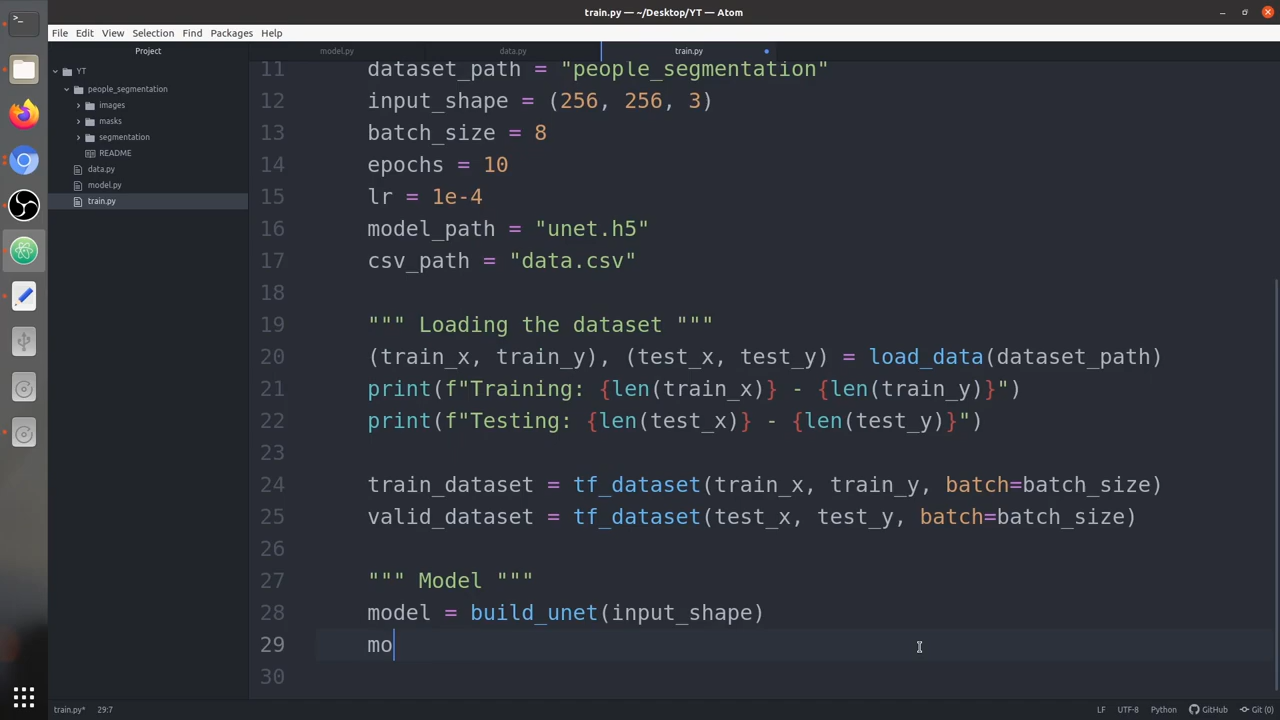 train.py — ~/Desktop/YT — Atom
File Edit View Selection Find Packages Help
Project
model.py data.py train.py
YT
people_segmentation
images
masks
segmentation
README
data.py
model.py
train.py
11 dataset_path = "people_segmentation"
12 input_shape = (256, 256, 3)
13 batch_size = 8
14 epochs = 10
15 lr = 1e-4
16 model_path = "unet.h5"
17 csv_path = "data.csv"
18
19 """ Loading the dataset """
20 (train_x, train_y), (test_x, test_y) = load_data(dataset_path)
21 print(f"Training: {len(train_x)} - {len(train_y)}")
22 print(f"Testing: {len(test_x)} - {len(test_y)}")
23
24 train_dataset = tf_dataset(train_x, train_y, batch=batch_size)
25 valid_dataset = tf_dataset(test_x, test_y, batch=batch_size)
26
27 """ Model """
28 model = build_unet(input_shape)
29 mo
30
train.py* 29:7 LF UTF-8 Python GitHub Git (0)